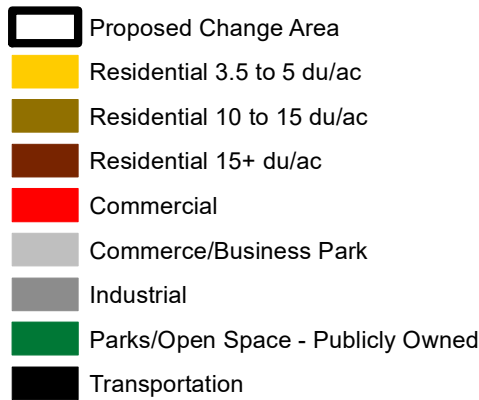 Proposed Change Area
Residential 3.5 to 5 du/ac
Residential 10 to 15 du/ac
Residential 15+ du/ac
Commercial
Commerce/Business Park
Industrial
Parks/Open Space - Publicly Owned
Transportation